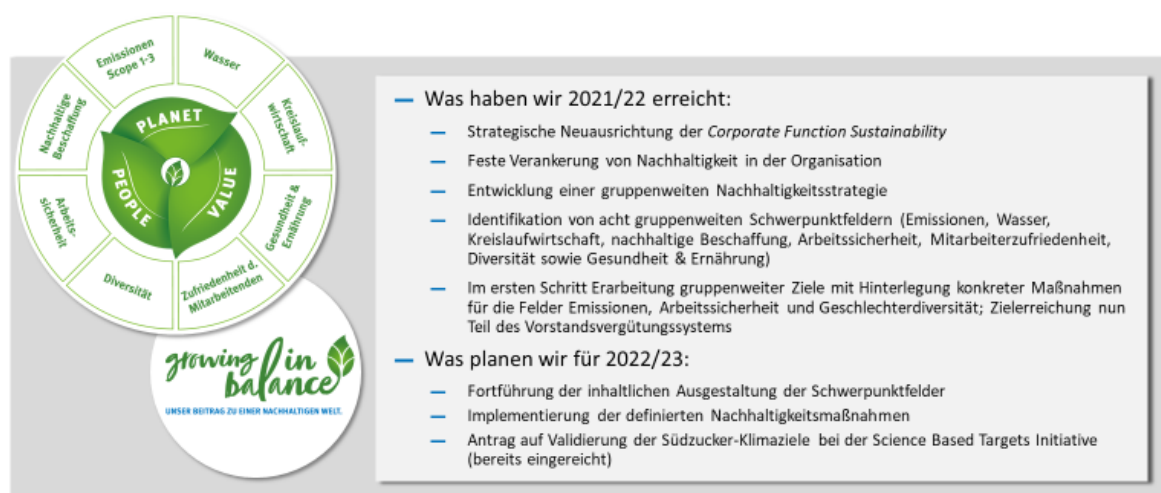 Emissionen
Scope 1-3
Wasser
Kreislauf-
wirtschaft
Gesundheit &
Ernährung
Zufriedenheit d.
Mitarbeitenden
Diversität
Arbeits-
sicherheit
Nachhaltige
Beschaffung
PLANET
VALUE
PEOPLE
growing in
balance
UNSER BEITRAG ZU EINER NACHHALTIGEN WELT.
— Was haben wir 2021/22 erreicht:
— Strategische Neuausrichtung der Corporate Function Sustainability
— Feste Verankerung von Nachhaltigkeit in der Organisation
— Entwicklung einer gruppenweiten Nachhaltigkeitsstrategie
— Identifikation von acht gruppenweiten Schwerpunktfeldern (Emissionen, Wasser,
Kreislaufwirtschaft, nachhaltige Beschaffung, Arbeitssicherheit, Mitarbeiterzufriedenheit,
Diversität sowie Gesundheit & Ernährung)
— Im ersten Schritt Erarbeitung gruppenweiter Ziele mit Hinterlegung konkreter Maßnahmen
für die Felder Emissionen, Arbeitssicherheit und Geschlechterdiversität; Zielerreichung nun
Teil des Vorstandsvergütungssystems
— Was planen wir für 2022/23:
— Fortführung der inhaltlichen Ausgestaltung der Schwerpunktfelder
— Implementierung der definierten Nachhaltigkeitsmaßnahmen
— Antrag auf Validierung der Südzucker-Klimaziele bei der Science Based Targets Initiative
(bereits eingereicht)